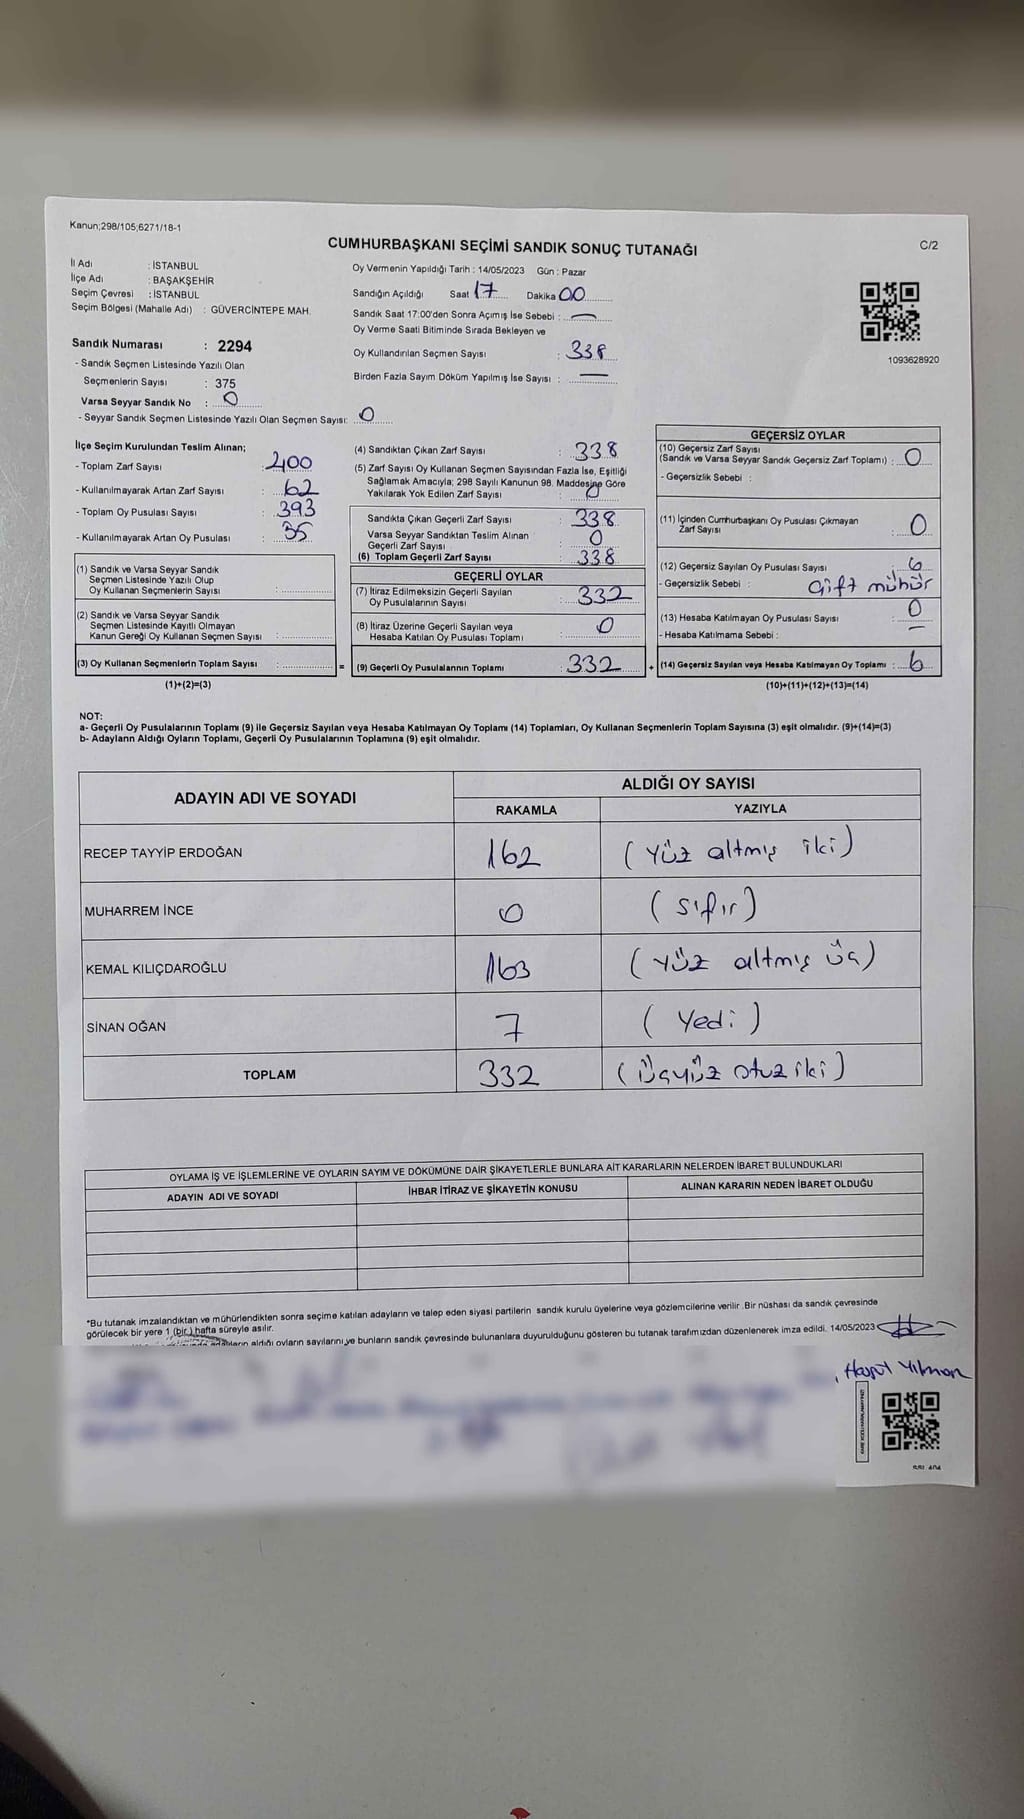 Kanun;298/105;6271/18-1
CUMHURBAŞKANI SEÇİMİ SANDIK SONUÇ TUTANAĞI
C/2
İl Adı : İSTANBUL
İlçe Adı : BAŞAKŞEHİR
Seçim Çevresi : İSTANBUL
Seçim Bölgesi (Mahalle Adı) : GÜVERCİNTEPE MAH.
Sandık Numarası : 2294
- Sandık Seçmen Listesinde Yazılı Olan
Seçmenlerin Sayısı : 375
Varsa Seyyar Sandık No : 0
- Seyyar Sandık Seçmen Listesinde Yazılı Olan Seçmen Sayısı: 0
Oy Vermenin Yapıldığı Tarih : 14/05/2023 Gün : Pazar
Sandığın Açıldığı Saat 17 Dakika 00
Sandık Saat 17:00'den Sonra Açımış İse Sebebi : —
Oy Verme Saati Bitiminde Sırada Bekleyen ve
Oy Kullandırılan Seçmen Sayısı : 338
Birden Fazla Sayım Döküm Yapılmış İse Sayısı : —
1093628920
İlçe Seçim Kurulundan Teslim Alınan;
- Toplam Zarf Sayısı : 400
- Kullanılmayarak Artan Zarf Sayısı : 62
- Toplam Oy Pusulası Sayısı : 393
- Kullanılmayarak Artan Oy Pusulası : 35
(1) Sandık ve Varsa Seyyar Sandık
Seçmen Listesinde Yazılı Olup
Oy Kullanan Seçmenlerin Sayısı :
(2) Sandık ve Varsa Seyyar Sandık
Seçmen Listesinde Kayıtlı Olmayan
Kanun Gereği Oy Kullanan Seçmen Sayısı :
(3) Oy Kullanan Seçmenlerin Toplam Sayısı :
(1)+(2)=(3)
(4) Sandıktan Çıkan Zarf Sayısı : 338
(5) Zarf Sayısı Oy Kullanan Seçmen Sayısından Fazla İse, Eşitliği
Sağlamak Amacıyla; 298 Sayılı Kanunun 98. Maddesine Göre
Yakılarak Yok Edilen Zarf Sayısı : 0
Sandıkta Çıkan Geçerli Zarf Sayısı : 338
Varsa Seyyar Sandıktan Teslim Alınan
Geçerli Zarf Sayısı : 0
(6) Toplam Geçerli Zarf Sayısı : 338
GEÇERLİ OYLAR
(7) İtiraz Edilmeksizin Geçerli Sayılan
Oy Pusulalarının Sayısı : 332
(8) İtiraz Üzerine Geçerli Sayılan veya
Hesaba Katılan Oy Pusulası Toplamı : 0
= (9) Geçerli Oy Pusulalarının Toplamı : 332 +
GEÇERSİZ OYLAR
(10) Geçersiz Zarf Sayısı
(Sandık ve Varsa Seyyar Sandık Geçersiz Zarf Toplamı) : 0
- Geçersizlik Sebebi :
(11) İçinden Cumhurbaşkanı Oy Pusulası Çıkmayan
Zarf Sayısı : 0
(12) Geçersiz Sayılan Oy Pusulası Sayısı : 6
- Geçersizlik Sebebi : Çift mühür
(13) Hesaba Katılmayan Oy Pusulası Sayısı : 0
- Hesaba Katılmama Sebebi : —
(14) Geçersiz Sayılan veya Hesaba Katılmayan Oy Toplamı : 6
(10)+(11)+(12)+(13)=(14)
NOT:
a- Geçerli Oy Pusulalarının Toplamı (9) ile Geçersiz Sayılan veya Hesaba Katılmayan Oy Toplamı (14) Toplamları, Oy Kullanan Seçmenlerin Toplam Sayısına (3) eşit olmalıdır. (9)+(14)=(3)
b- Adayların Aldığı Oyların Toplamı, Geçerli Oy Pusulalarının Toplamına (9) eşit olmalıdır.
ADAYIN ADI VE SOYADI
ALDIĞI OY SAYISI
RAKAMLA YAZIYLA
RECEP TAYYİP ERDOĞAN 162 (Yüz altmış iki)
MUHARREM İNCE 0 (Sıfır)
KEMAL KILIÇDAROĞLU 163 (Yüz altmış üç)
SİNAN OĞAN 7 (Yedi)
TOPLAM 332 (Üçyüz otuz iki)
OYLAMA İŞ VE İŞLEMLERİNE VE OYLARIN SAYIM VE DÖKÜMÜNE DAİR ŞİKAYETLERLE BUNLARA AİT KARARLARIN NELERDEN İBARET BULUNDUKLARI
ADAYIN ADI VE SOYADI İHBAR İTİRAZ VE ŞİKAYETİN KONUSU ALINAN KARARIN NEDEN İBARET OLDUĞU
*Bu tutanak imzalandıktan ve mühürlendikten sonra seçime katılan adayların ve talep eden siyasi partilerin sandık kurulu üyelerine veya gözlemcilerine verilir .Bir nüshası da sandık çevresinde
görülecek bir yere 1 (bir ) hafta süreyle asılır.
aldığı oyların sayılarını ve bunların sandık çevresinde bulunanlara duyurulduğunu gösteren bu tutanak tarafımızdan düzenlenerek imza edildi. 14/05/2023